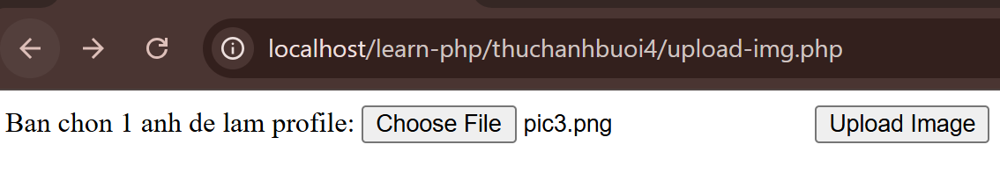 localhost/learn-php/thuchanhbuoi4/upload-img.php
Ban chon 1 anh de lam profile: Choose File pic3.png Upload Image